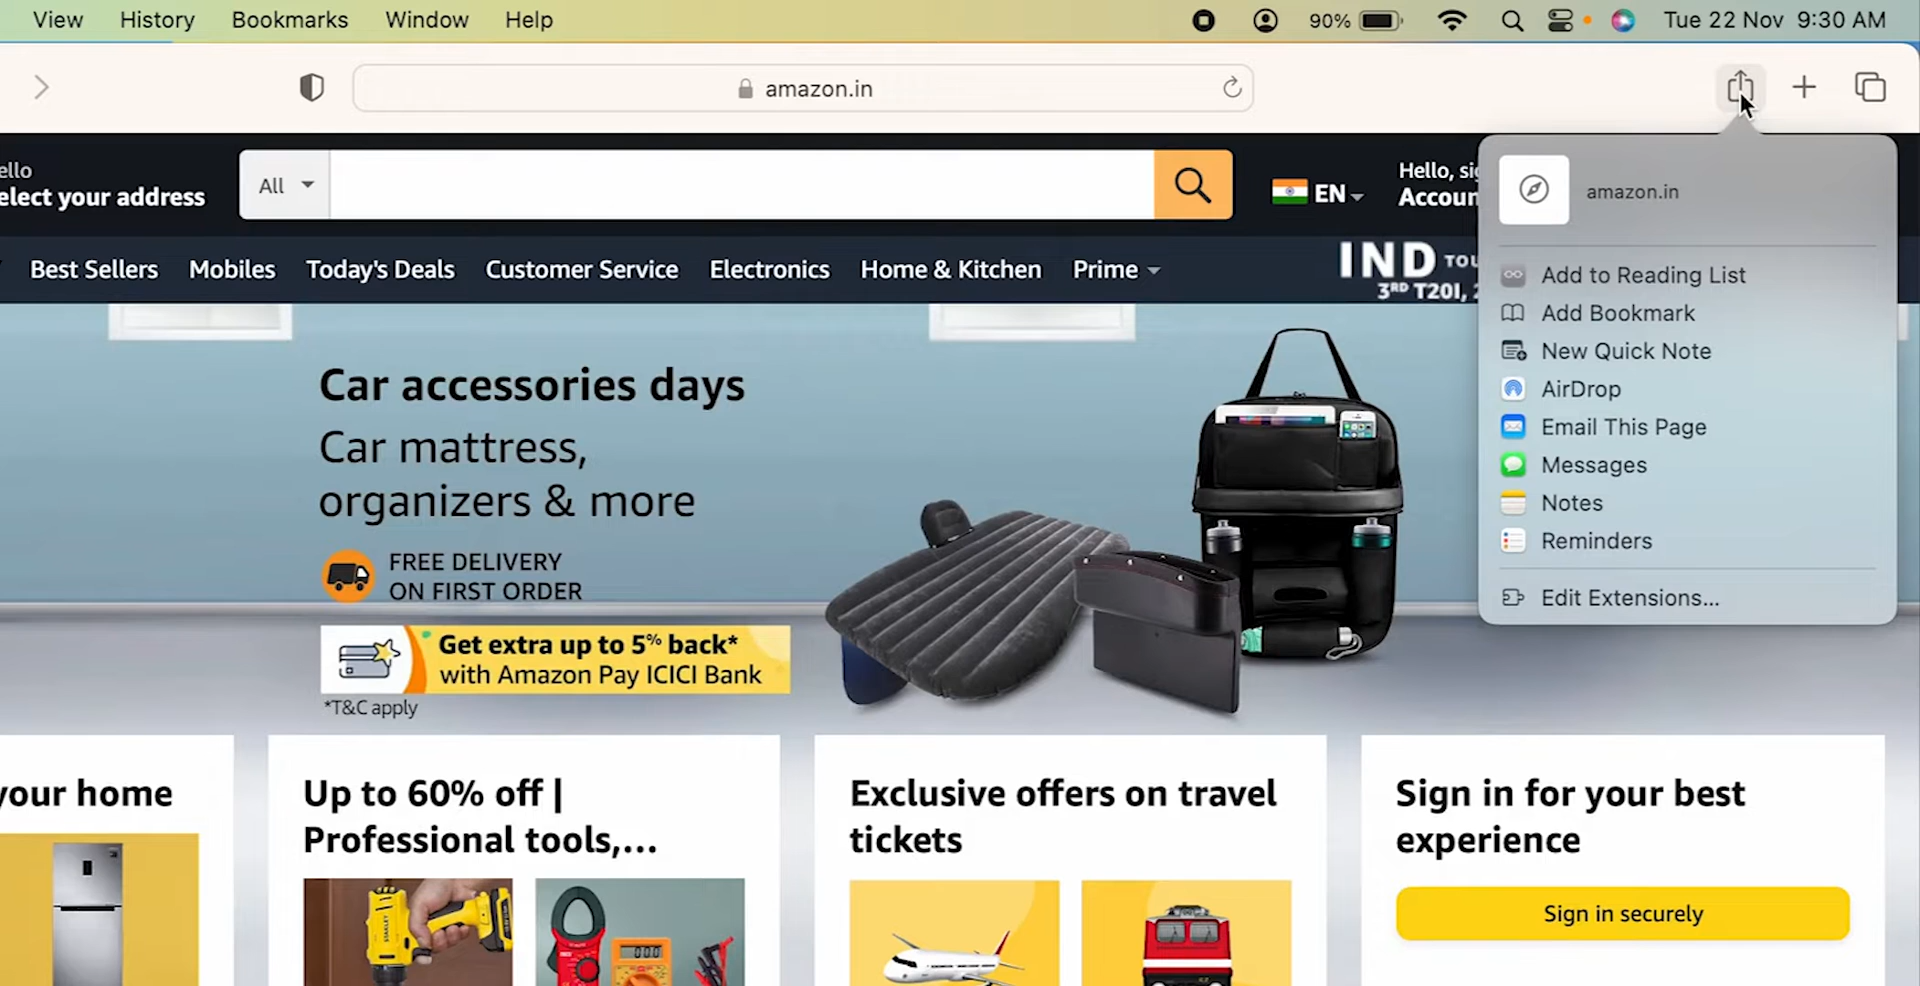 View History Bookmarks Window Help 90% Tue 22 Nov 9:30 AM
amazon.in
ello
elect your address
All
EN
Hello, si
Accoun
amazon.in
Best Sellers Mobiles Today's Deals Customer Service Electronics Home & Kitchen Prime
IND TOU
3RD T20I, 2
Add to Reading List
Add Bookmark
New Quick Note
AirDrop
Email This Page
Messages
Notes
Reminders
Edit Extensions...
Car accessories days
Car mattress,
organizers & more
FREE DELIVERY
ON FIRST ORDER
Get extra up to 5% back*
with Amazon Pay ICICI Bank
*T&C apply
your home
Up to 60% off |
Professional tools,...
STANLEY
Exclusive offers on travel
tickets
Sign in for your best
experience
Sign in securely